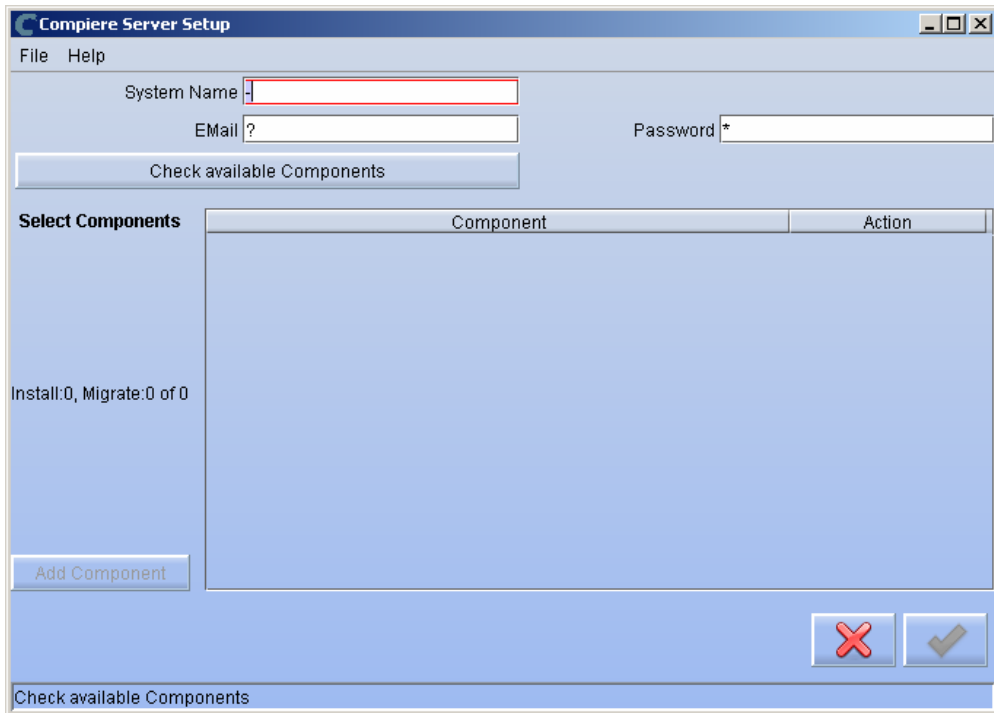 Compiere Server Setup
File Help
System Name -
EMail ? Password *
Check available Components
Select Components Component Action
Install:0, Migrate:0 of 0
Add Component
Check available Components